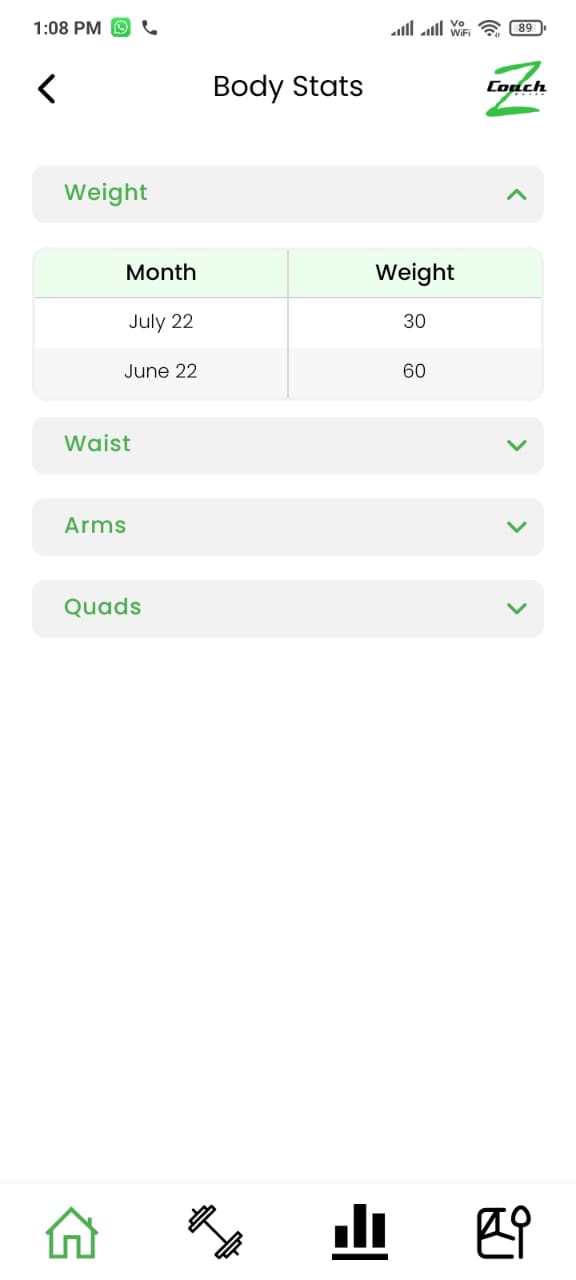 1:08 PM Vo WiFi 89
Body Stats
Coach
Weight
Month Weight
July 22 30
June 22 60
Waist
Arms
Quads